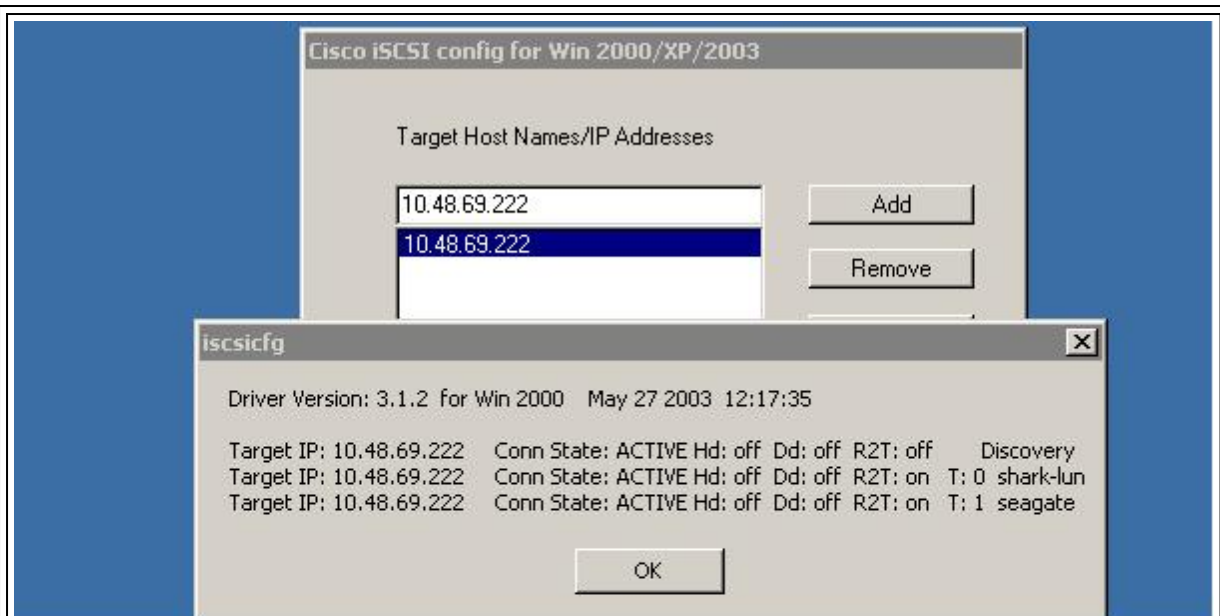 Cisco iSCSI config for Win 2000/XP/2003
Target Host Names/IP Addresses
10.48.69.222
Add
10.48.69.222
Remove
iscsicfg
Driver Version: 3.1.2 for Win 2000 May 27 2003 12:17:35
Target IP: 10.48.69.222 Conn State: ACTIVE Hd: off Dd: off R2T: off Discovery
Target IP: 10.48.69.222 Conn State: ACTIVE Hd: off Dd: off R2T: on T: 0 shark-lun
Target IP: 10.48.69.222 Conn State: ACTIVE Hd: off Dd: off R2T: on T: 1 seagate
OK